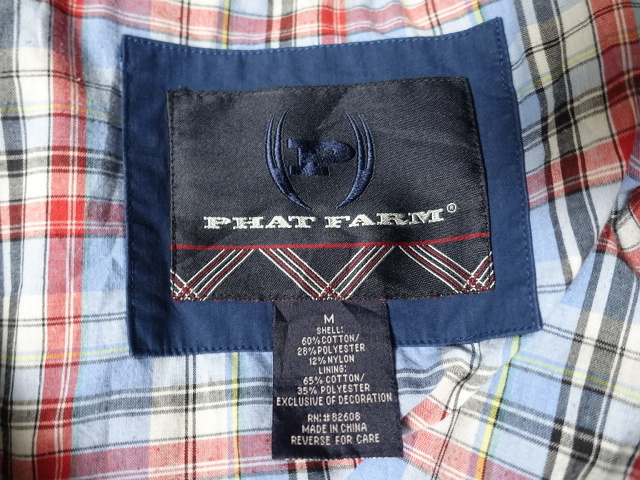 P
PHAT FARM®
M
SHELL:
60%COTTON/
28%POLYESTER
12%NYLON
LINING:
65%COTTON/
35%POLYESTER
EXCLUSIVE OF DECORATION
RN:# 82608
MADE IN CHINA
REVERSE FOR CARE